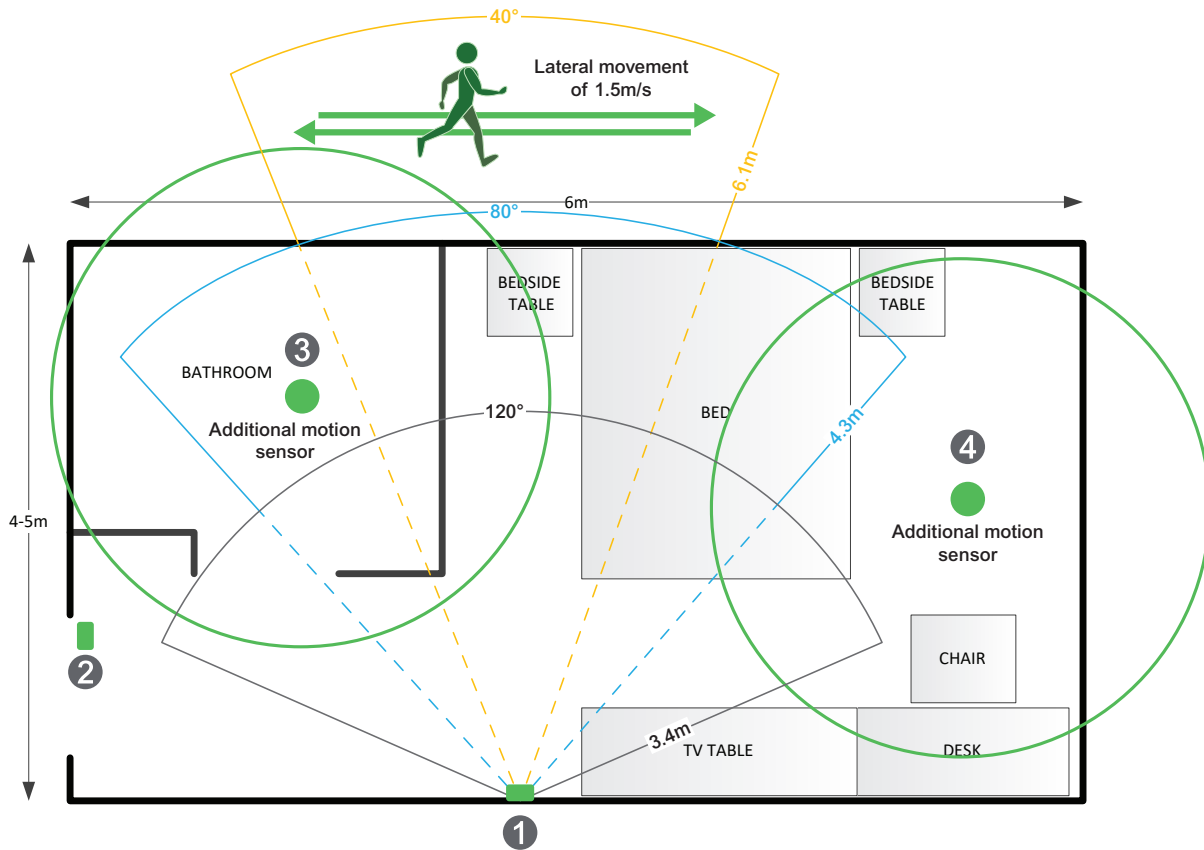 40°
Lateral movement
of 1.5m/s
6.1m
6m
80°
BEDSIDE
TABLE
BEDSIDE
TABLE
3
BATHROOM
Additional motion
sensor
120°
BED
4.3m
4
Additional motion
sensor
4-5m
2
CHAIR
3.4m
TV TABLE
DESK
1